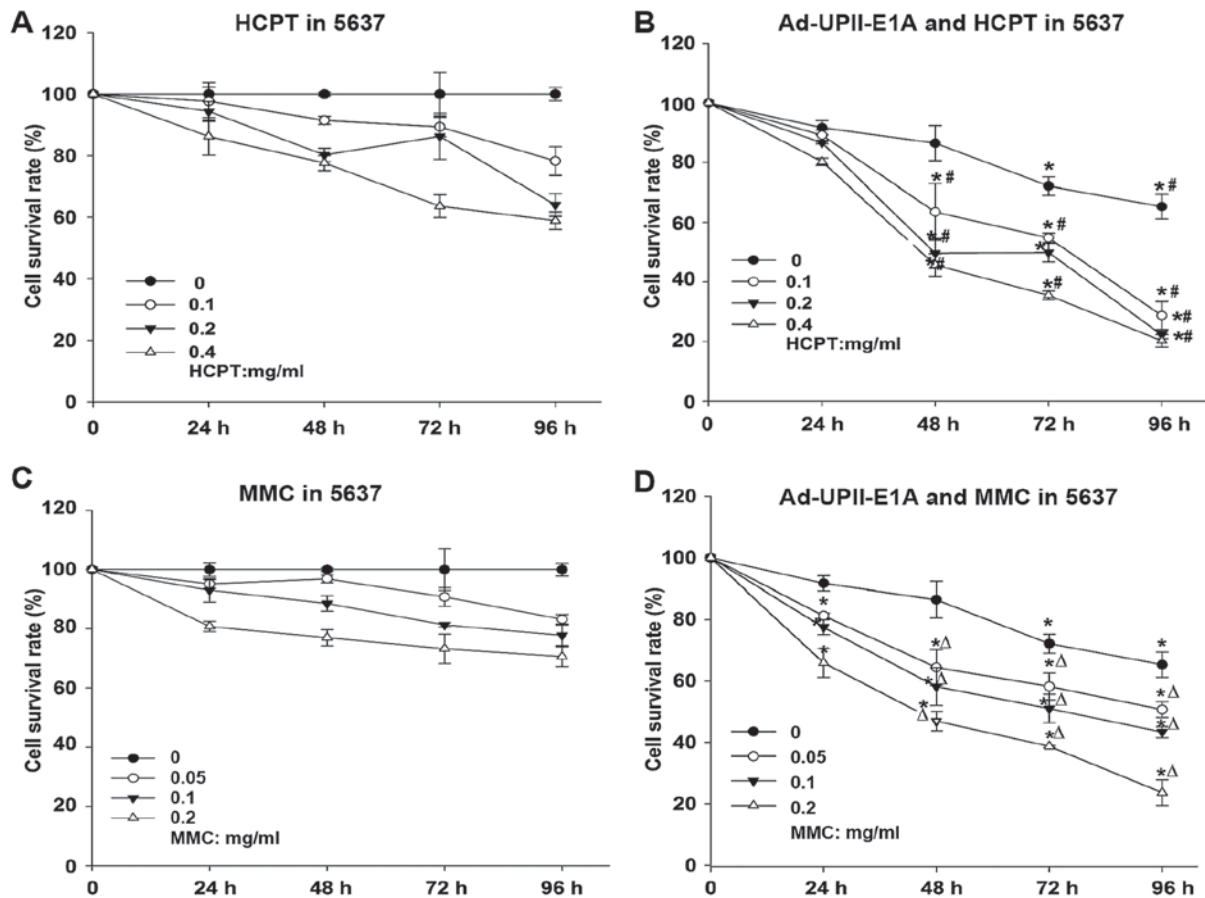 A
HCPT in 5637
Cell survival rate (%)
120
100
80
60
40
20
0
0
0.1
0.2
0.4
HCPT:mg/ml
0 24 h 48 h 72 h 96 h
B
Ad-UPII-E1A and HCPT in 5637
Cell survival rate (%)
120
100
80
60
40
20
0
*
*#
*#
*#
*#
*#
*
*#
*#
*#
*#
0
0.1
0.2
0.4
HCPT:mg/ml
0 24 h 48 h 72 h 96 h
C
MMC in 5637
Cell survival rate (%)
120
100
80
60
40
20
0
0
0.05
0.1
0.2
MMC: mg/ml
0 24 h 48 h 72 h 96 h
D
Ad-UPII-E1A and MMC in 5637
Cell survival rate (%)
120
100
80
60
40
20
0
*
*
*
*
*
*Δ
*Δ
*Δ
*Δ
*Δ
*Δ
*Δ
*Δ
*Δ
0
0.05
0.1
0.2
MMC: mg/ml
0 24 h 48 h 72 h 96 h